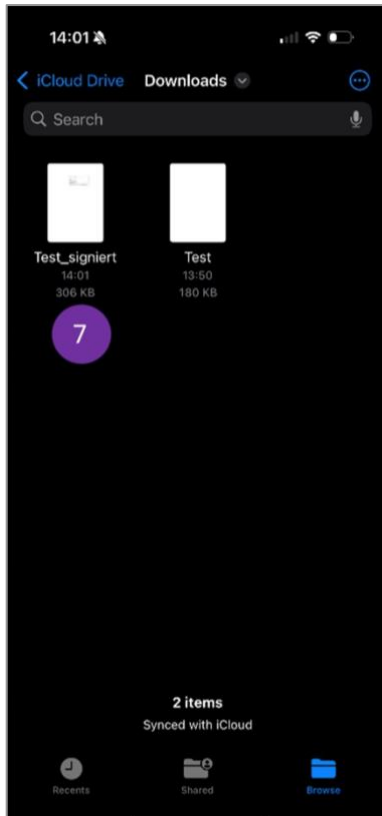 14:01
iCloud Drive
Downloads
Search
Test_signiert
14:01
306 KB
Test
13:50
180 KB
7
2 items
Synced with iCloud
Recents
Shared
Browse